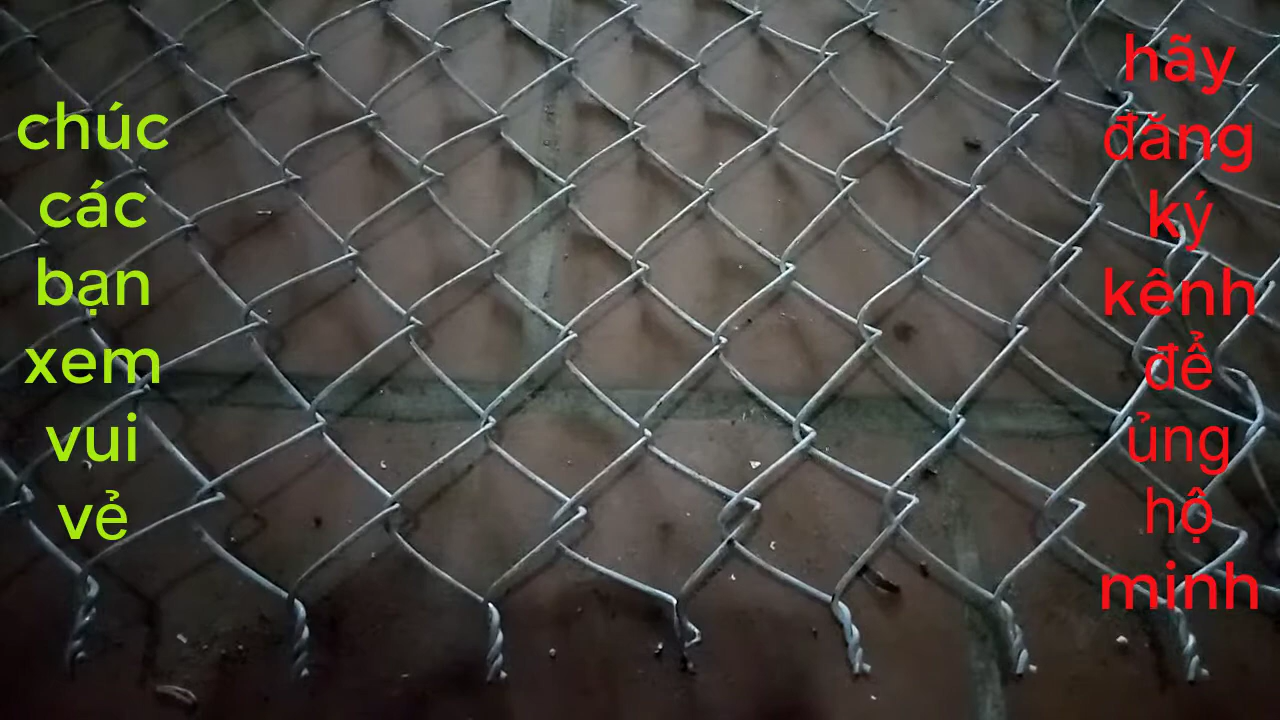 chúc
các
bạn
xem
vui
vẻ
hãy
đăng
ký
kênh
để
ủng
hộ
minh